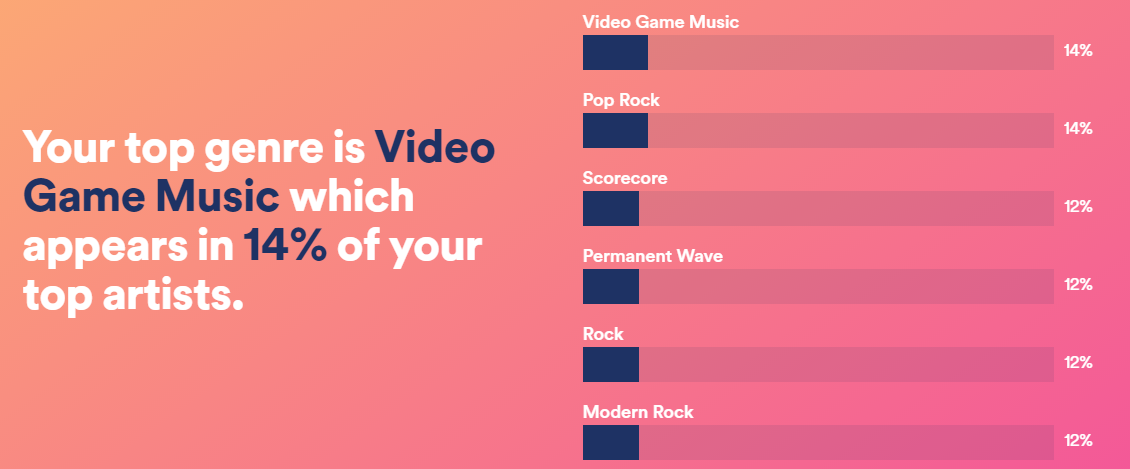 Your top genre is Video
Game Music which
appears in 14% of your
top artists.
Video Game Music
14%
Pop Rock
14%
Scorecore
12%
Permanent Wave
12%
Rock
12%
Modern Rock
12%